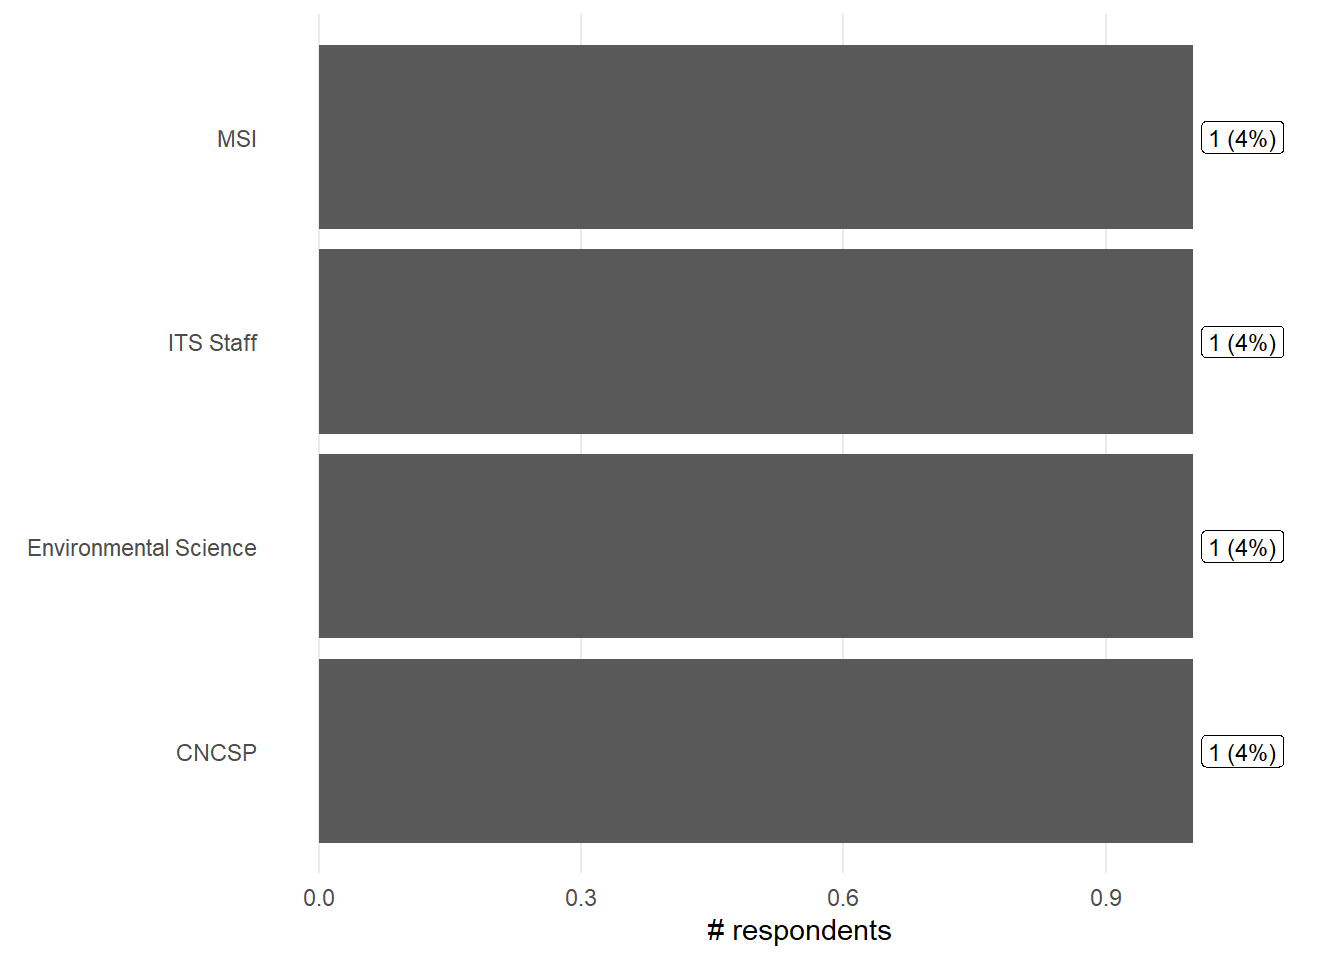 MSI
1 (4%)
ITS Staff
1 (4%)
Environmental Science
1 (4%)
CNCSP
1 (4%)
0.0 0.3 0.6 0.9
# respondents